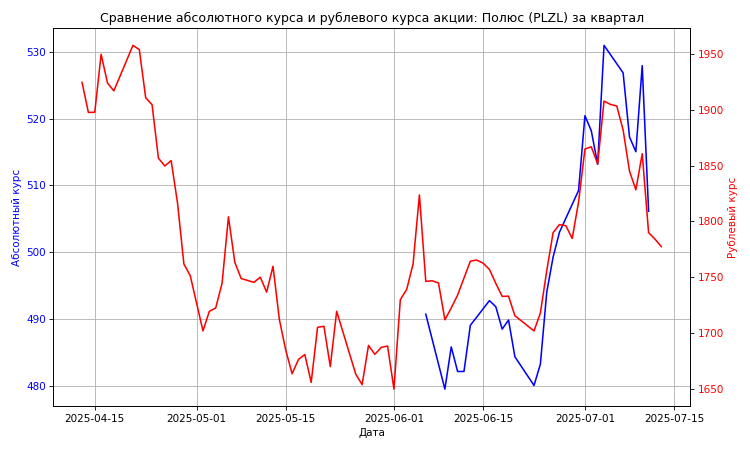 Сравнение абсолютного курса и рублевого курса акции: Полюс (PLZL) за квартал
530
520
510
500
490
480
Абсолютный курс
1950
1900
1850
1800
1750
1700
1650
Рублевый курс
2025-04-15 2025-05-01 2025-05-15 2025-06-01 2025-06-15 2025-07-01 2025-07-15
Дата